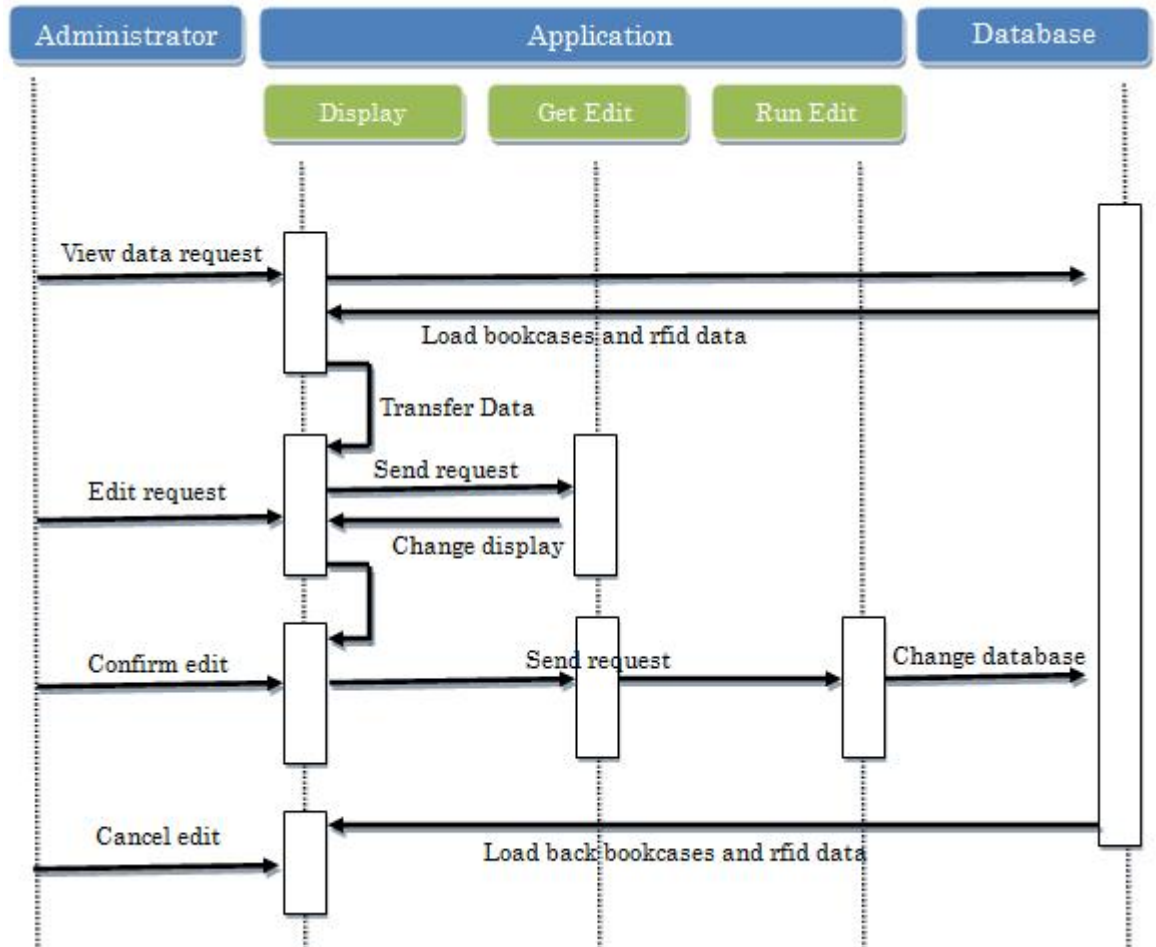 Administrator
Application
Database
Display
Get Edit
Run Edit
View data request
Load bookcases and rfid data
Transfer Data
Send request
Edit request
Change display
Confirm edit
Send request
Change database
Cancel edit
Load back bookcases and rfid data